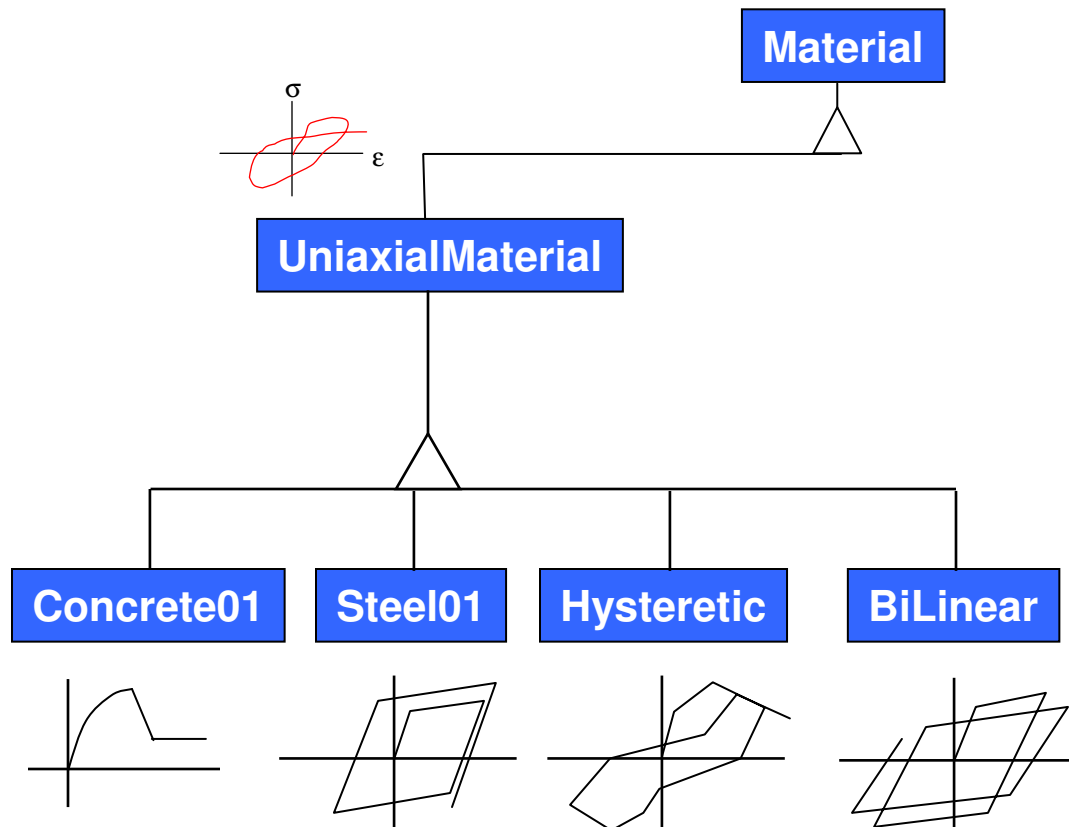 Material
σ
ε
UniaxialMaterial
Concrete01 Steel01 Hysteretic BiLinear